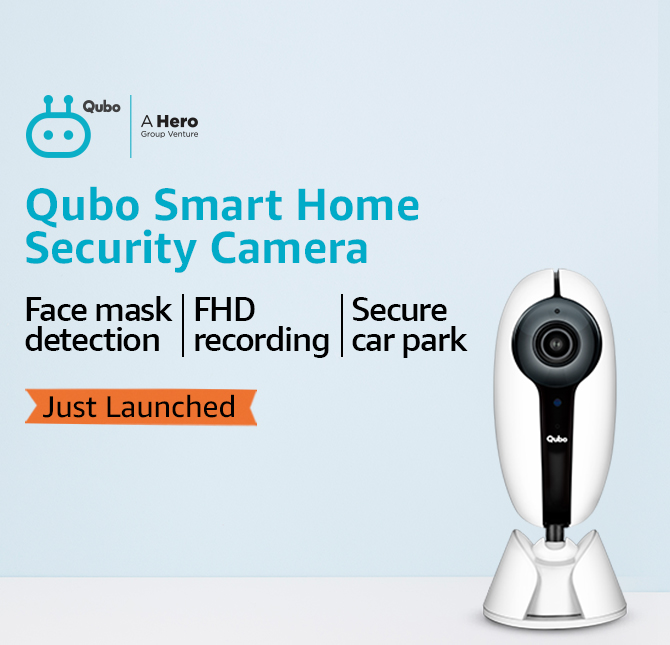 Qubo
A Hero
Group Venture
Qubo Smart Home
Security Camera
Face mask
detection
FHD
recording
Secure
car park
Just Launched
Qubo